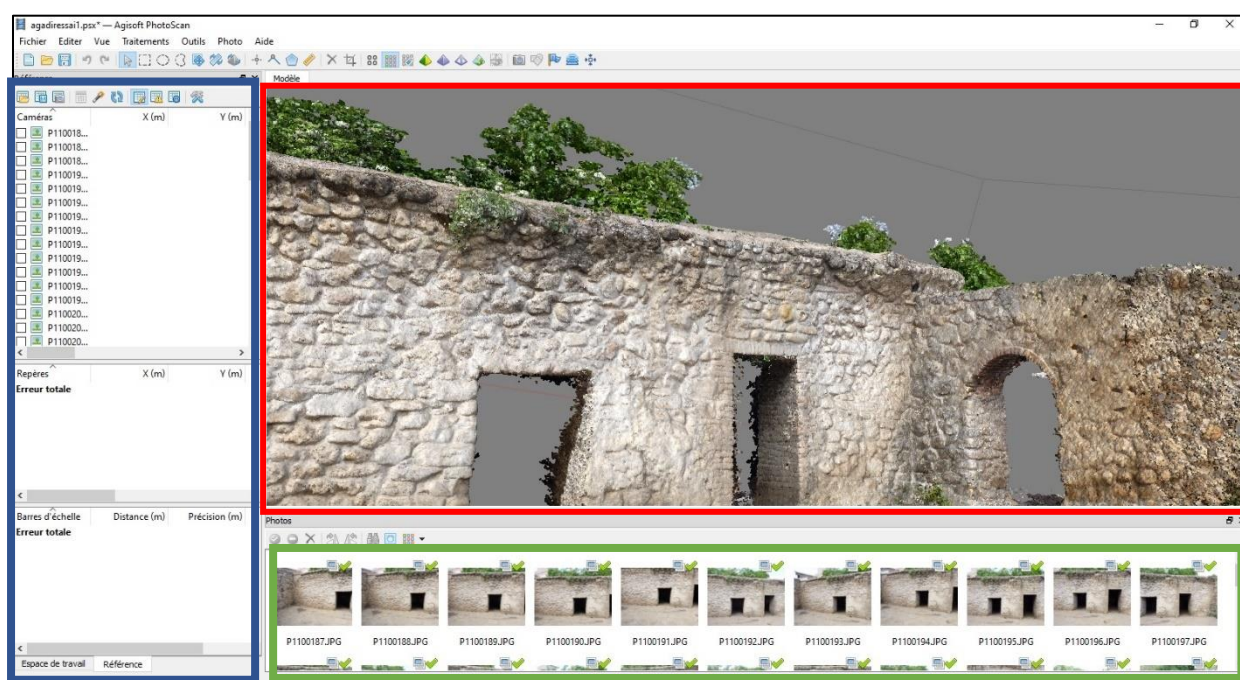 agadiressai1.psx* — Agisoft PhotoScan
Fichier Editer Vue Traitements Outils Photo Aide
Modèle
Caméras X (m) Y (m)
P110018...
P110018...
P110018...
P110019...
P110019...
P110019...
P110019...
P110019...
P110019...
P110019...
P110019...
P110019...
P110019...
P110020...
P110020...
P110020...
Repères X (m) Y (m)
Erreur totale
Barres d'échelle Distance (m) Précision (m)
Erreur totale
Espace de travail Référence
Photos
P1100187.JPG P1100188.JPG P1100189.JPG P1100190.JPG P1100191.JPG P1100192.JPG P1100193.JPG P1100194.JPG P1100195.JPG P1100196.JPG P1100197.JPG